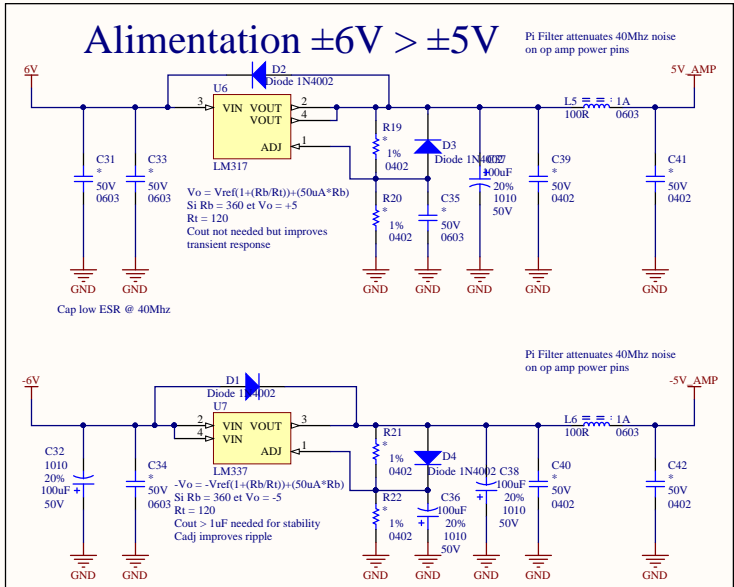 Alimentation ±6V > ±5V
Pi Filter attenuates 40Mhz noise
on op amp power pins
6V
5V_AMP
D2
Diode 1N4002
U6
3
VIN
VOUT
2
VOUT
4
ADJ
1
LM317
L5
1A
100R
0603
R19
*
1%
0402
D3
Diode 1N4002
C37
100uF
20%
1010
50V
C31
*
50V
0603
C33
*
50V
0603
C39
*
50V
0402
C41
*
50V
0402
R20
*
1%
0402
C35
*
50V
0603
Vo = Vref(1+(Rb/Rt))+(50uA*Rb)
Si Rb = 360 et Vo = +5
Rt = 120
Cout not needed but improves
transient response
GND
GND
GND
GND
GND
GND
GND
Cap low ESR @ 40Mhz
Pi Filter attenuates 40Mhz noise
on op amp power pins
-6V
-5V_AMP
D1
Diode 1N4002
U7
2
VIN
VOUT
3
4
VIN
ADJ
1
LM337
L6
1A
100R
0603
R21
*
1%
0402
D4
Diode 1N4002
C32
1010
20%
100uF
50V
C34
*
50V
0603
C38
100uF
20%
1010
50V
C40
*
50V
0402
C42
*
50V
0402
R22
*
1%
0402
C36
100uF
20%
1010
50V
-Vo = -Vref(1+(Rb/Rt))+(50uA*Rb)
Si Rb = 360 et Vo = -5
Rt = 120
Cout > 1uF needed for stability
Cadj improves ripple
GND
GND
GND
GND
GND
GND
GND